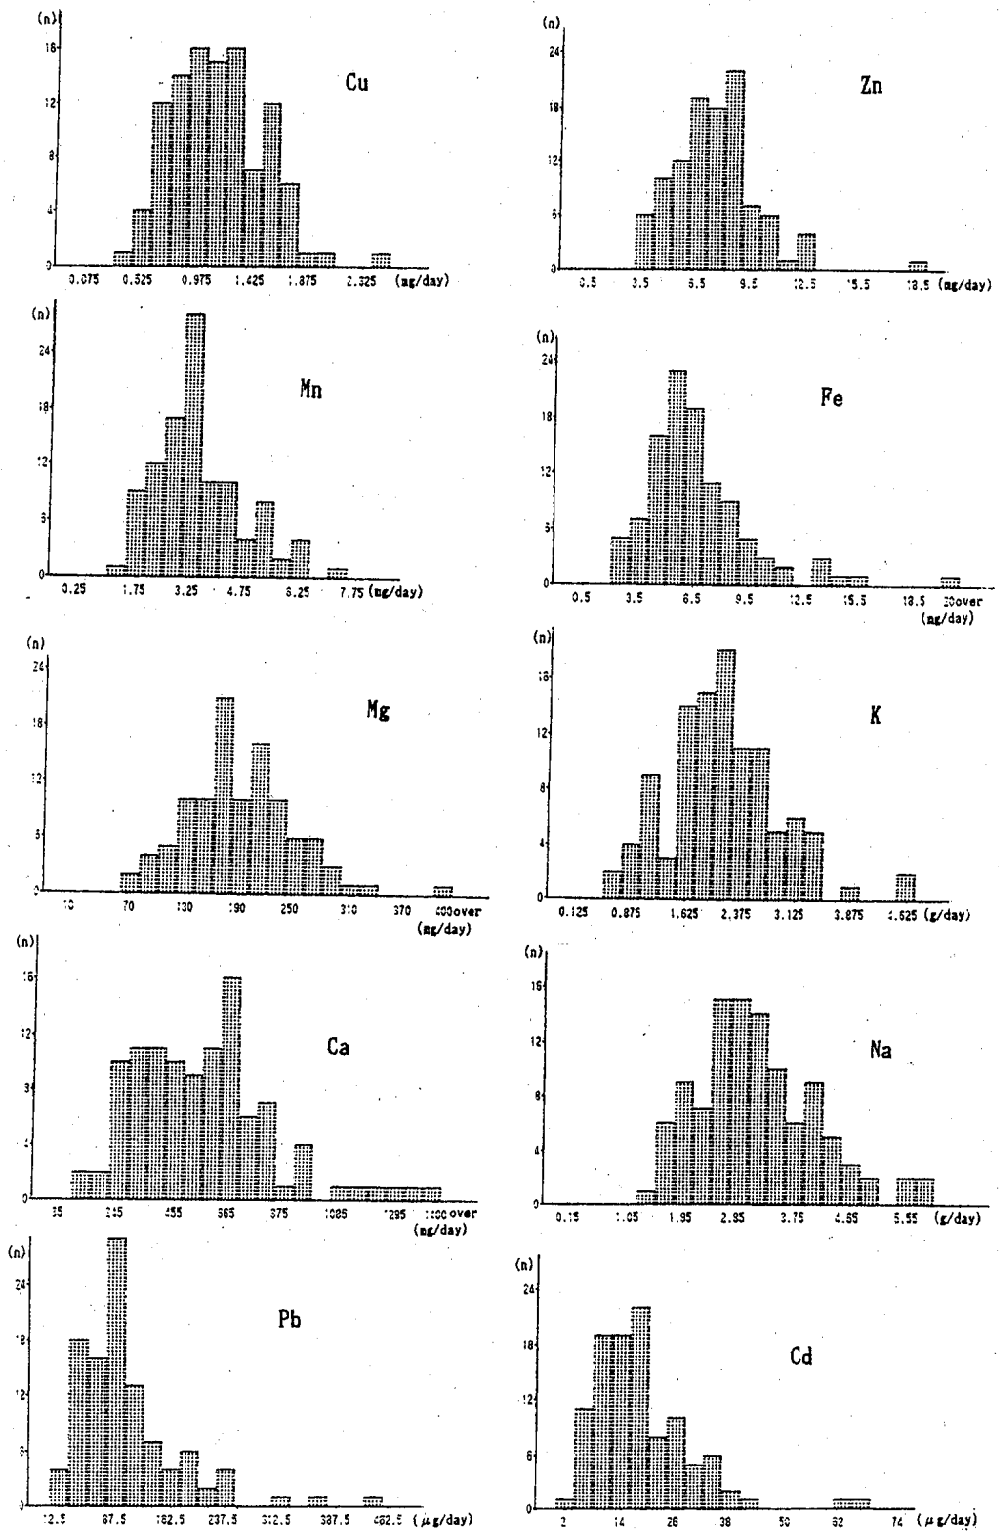 (n)
16
12
8
4
0
Cu
0.075 0.525 0.975 1.425 1.875 2.325 (mg/day)
(n)
24
18
12
6
0
Zn
0.5 3.5 6.5 9.5 12.5 15.5 18.5 (mg/day)
(n)
24
18
12
6
0
Mn
0.25 1.75 3.25 4.75 6.25 7.75 (mg/day)
(n)
24
18
12
6
0
Fe
0.5 3.5 6.5 9.5 12.5 15.5 18.5 20over
(mg/day)
(n)
24
18
12
6
0
Mg
10 70 130 190 250 310 370 400over
(mg/day)
(n)
16
12
8
4
0
K
0.125 0.875 1.625 2.375 3.125 3.875 4.625 (g/day)
(n)
16
12
8
4
0
Ca
35 245 455 665 875 1085 1295 1400over
(mg/day)
(n)
16
12
8
4
0
Na
0.15 1.05 1.95 2.85 3.75 4.65 5.55 (g/day)
(n)
24
18
12
6
0
Pb
12.5 87.5 162.5 237.5 312.5 387.5 462.5 (μg/day)
(n)
24
18
12
6
0
Cd
2 14 26 38 50 62 74 (μg/day)